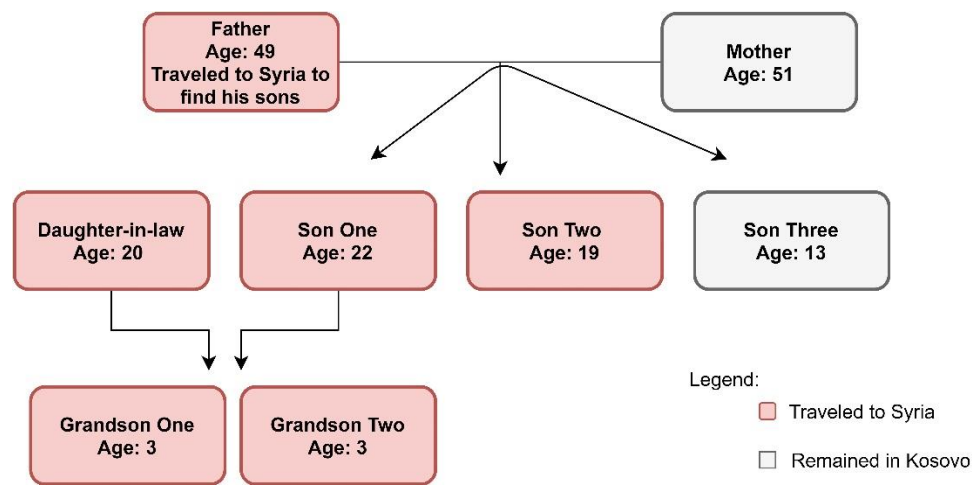 Father
Age: 49
Traveled to Syria to
find his sons
Mother
Age: 51
Daughter-in-law
Age: 20
Son One
Age: 22
Son Two
Age: 19
Son Three
Age: 13
Grandson One
Age: 3
Grandson Two
Age: 3
Legend:
Traveled to Syria
Remained in Kosovo